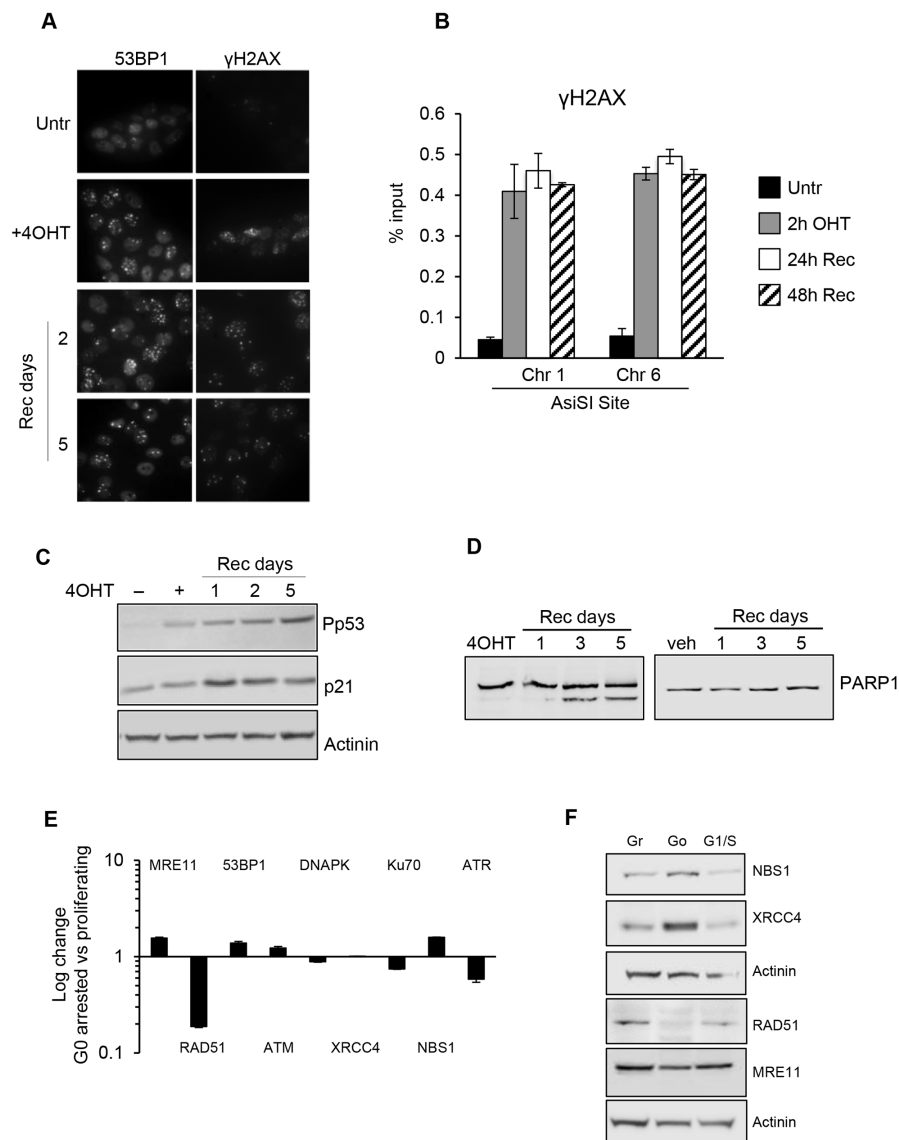 A
53BP1 γH2AX
Untr
+4OHT
Rec days
2
5
B
γH2AX
% input
0.6
0.5
0.4
0.3
0.2
0.1
0
Chr 1 Chr 6
AsiSI Site
Untr
2h OHT
24h Rec
48h Rec
C
Rec days
4OHT – + 1 2 5
Pp53
p21
Actinin
D
Rec days Rec days
4OHT 1 3 5 veh 1 3 5
PARP1
E
Log change
G0 arrested vs proliferating
10
1
0.1
MRE11 53BP1 DNAPK Ku70 ATR
RAD51 ATM XRCC4 NBS1
F
Gr Go G1/S
NBS1
XRCC4
Actinin
RAD51
MRE11
Actinin